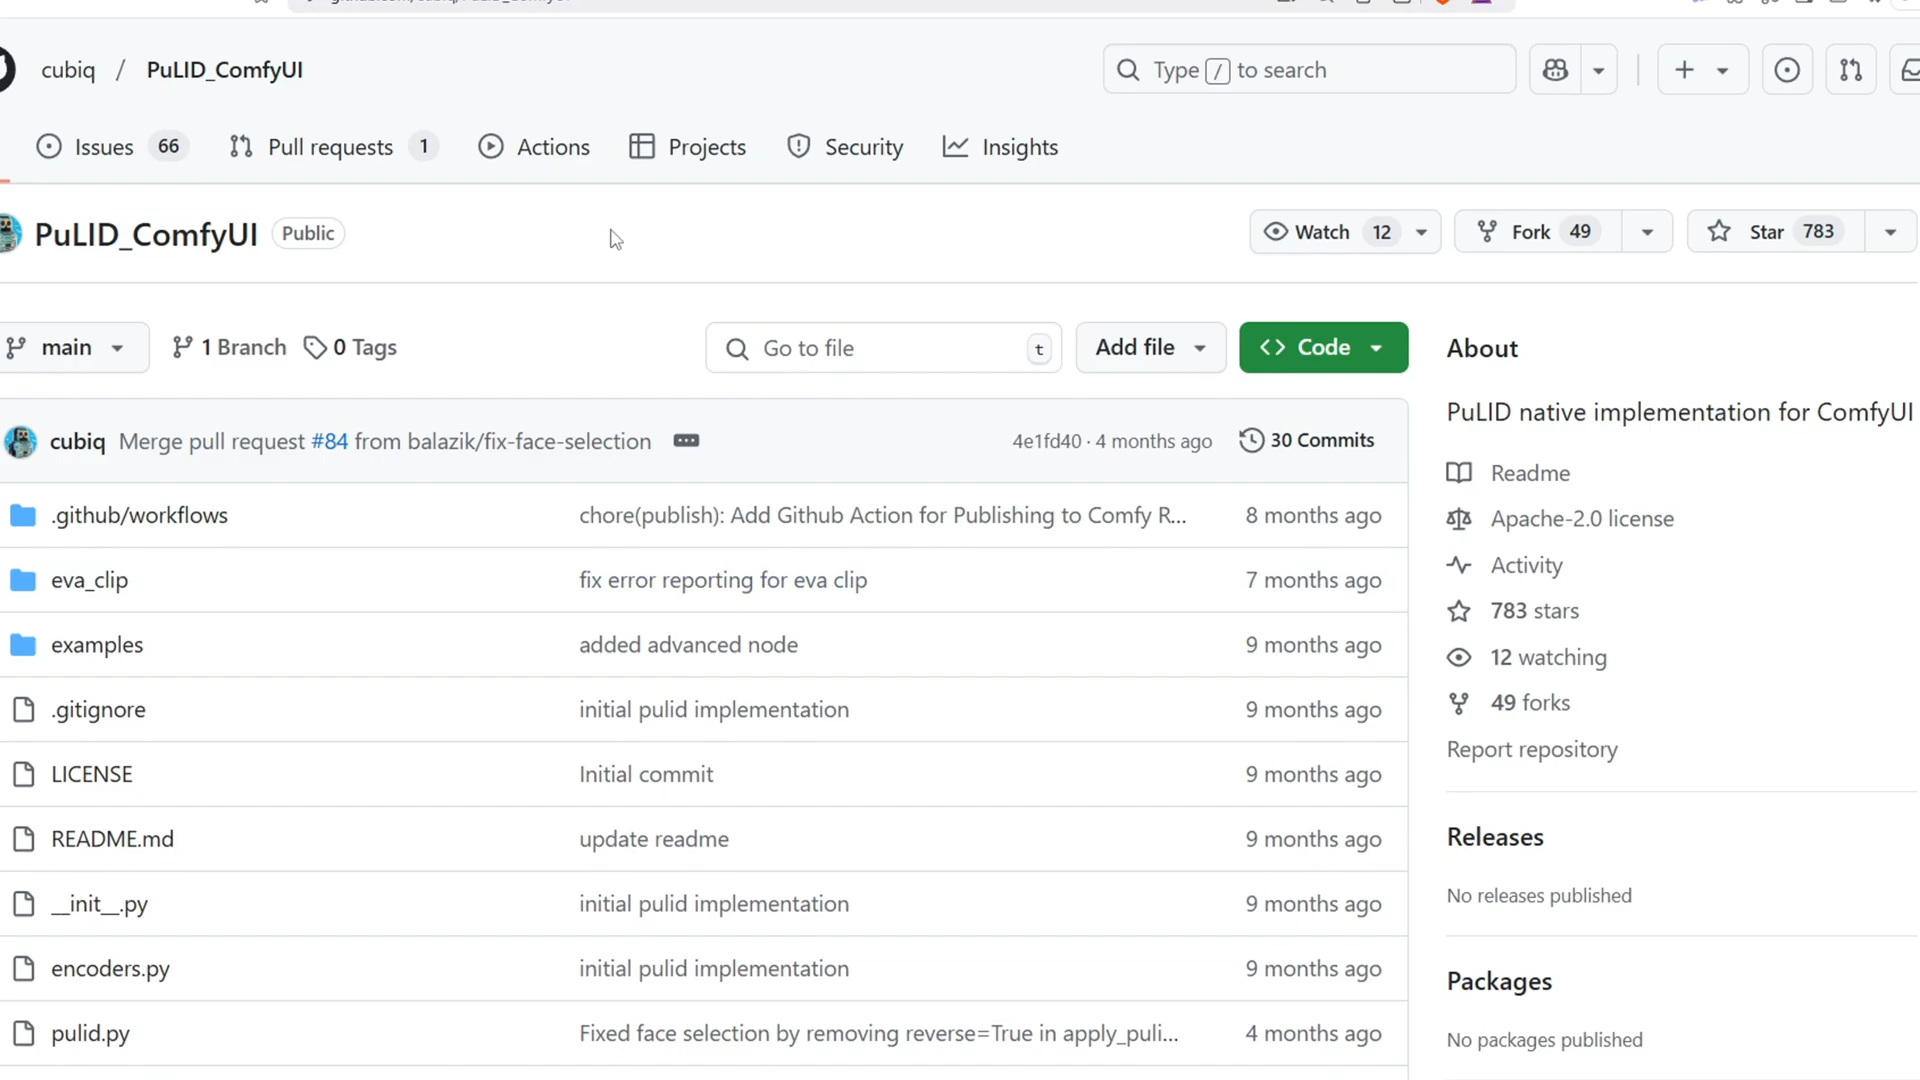 cubiq / PuLID_ComfyUI
Type / to search
Issues 66 Pull requests 1 Actions Projects Security Insights
PuLID_ComfyUI Public
Watch 12 Fork 49 Star 783
main 1 Branch 0 Tags
Go to file t Add file Code
cubiq Merge pull request #84 from balazik/fix-face-selection 4e1fd40 · 4 months ago 30 Commits
.github/workflows chore(publish): Add Github Action for Publishing to Comfy R... 8 months ago
eva_clip fix error reporting for eva clip 7 months ago
examples added advanced node 9 months ago
.gitignore initial pulid implementation 9 months ago
LICENSE Initial commit 9 months ago
README.md update readme 9 months ago
__init__.py initial pulid implementation 9 months ago
encoders.py initial pulid implementation 9 months ago
pulid.py Fixed face selection by removing reverse=True in apply_puli... 4 months ago
About
PuLID native implementation for ComfyUI
Readme
Apache-2.0 license
Activity
783 stars
12 watching
49 forks
Report repository
Releases
No releases published
Packages
No packages published